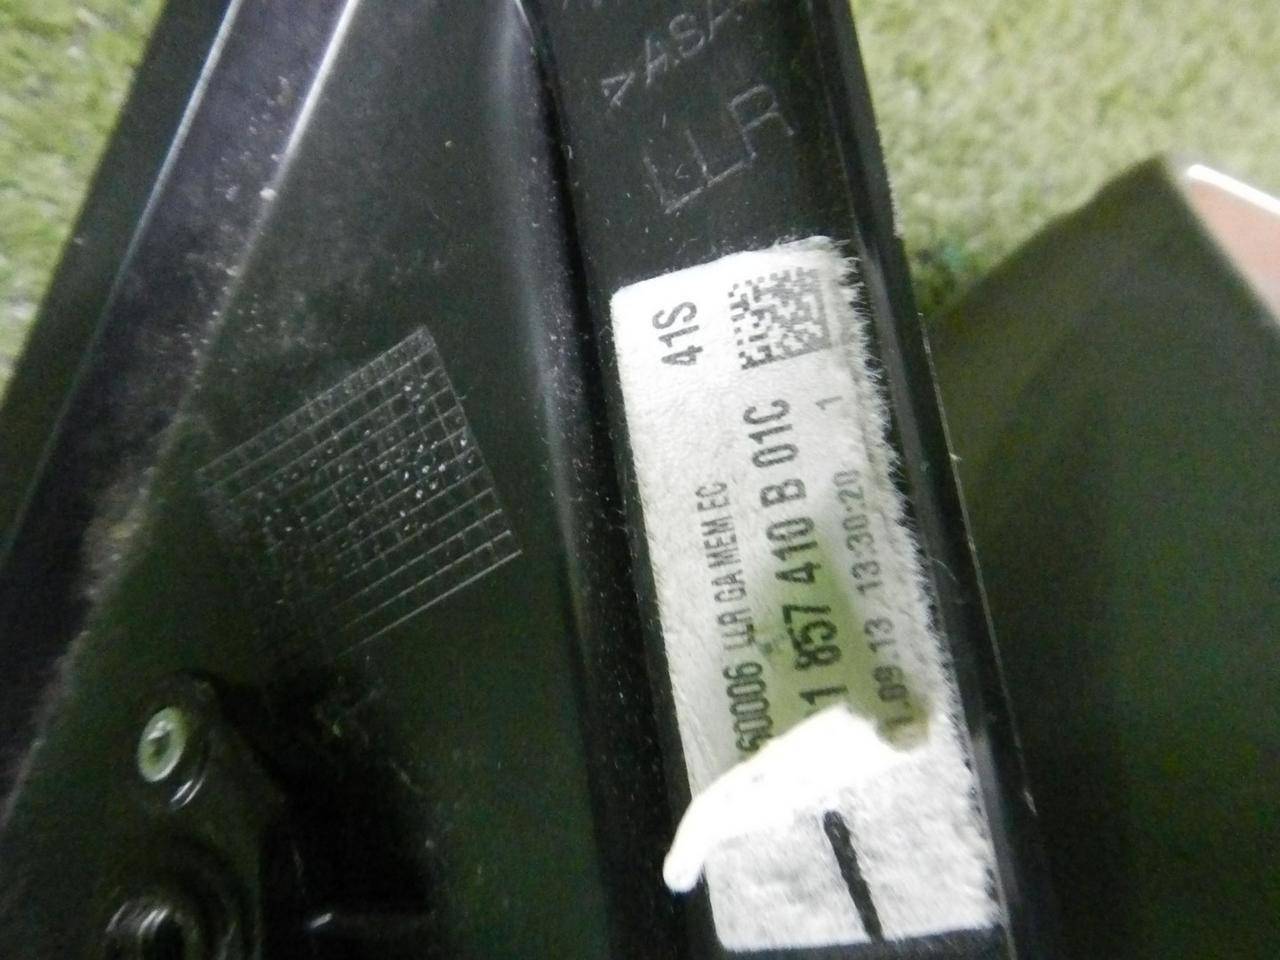 >ASA
LLR
41S
60006 LLR GA MEM EC
1 857 410 B 01C
1.09.13 13:30:20 1